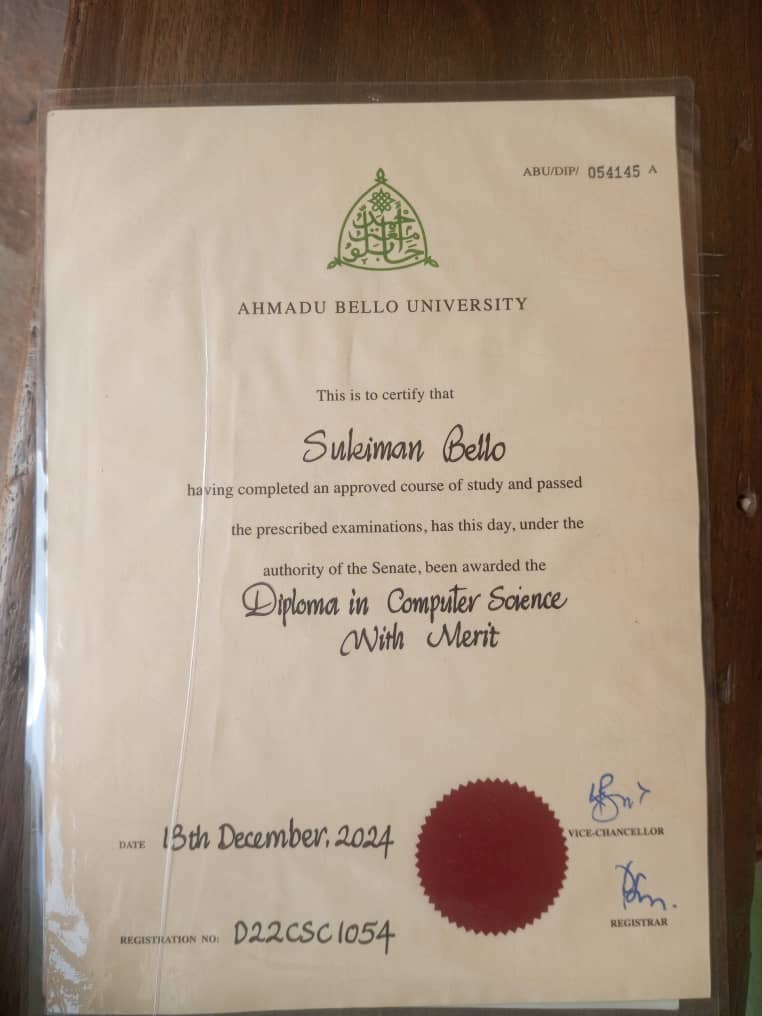 ABU/DIP/ 054145 A
AHMADU BELLO UNIVERSITY
This is to certify that
Suleiman Bello
having completed an approved course of study and passed
the prescribed examinations, has this day, under the
authority of the Senate, been awarded the
Diploma in Computer Science
With Merit
DATE 13th December, 2024
VICE-CHANCELLOR
REGISTRAR
REGISTRATION NO: D22CSC1054